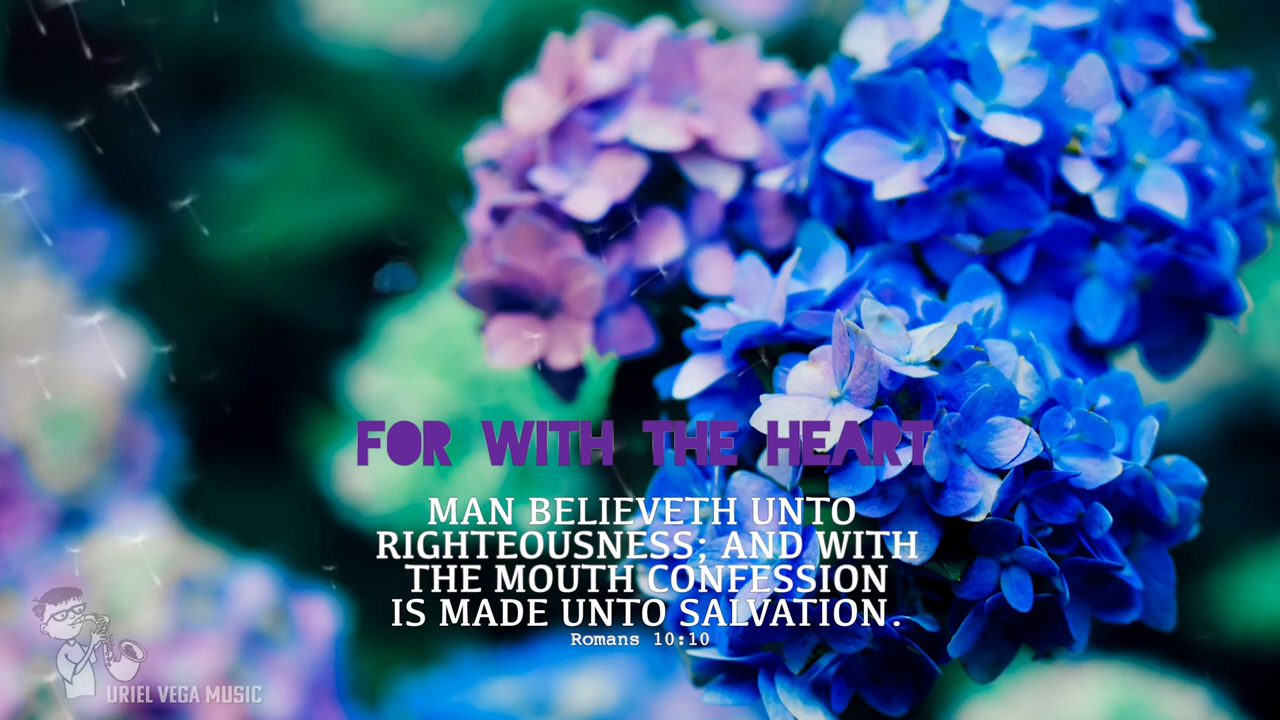 FOR WITH THE HEART
MAN BELIEVETH UNTO
RIGHTEOUSNESS; AND WITH
THE MOUTH CONFESSION
IS MADE UNTO SALVATION.
Romans 10:10
URIEL VEGA MUSIC